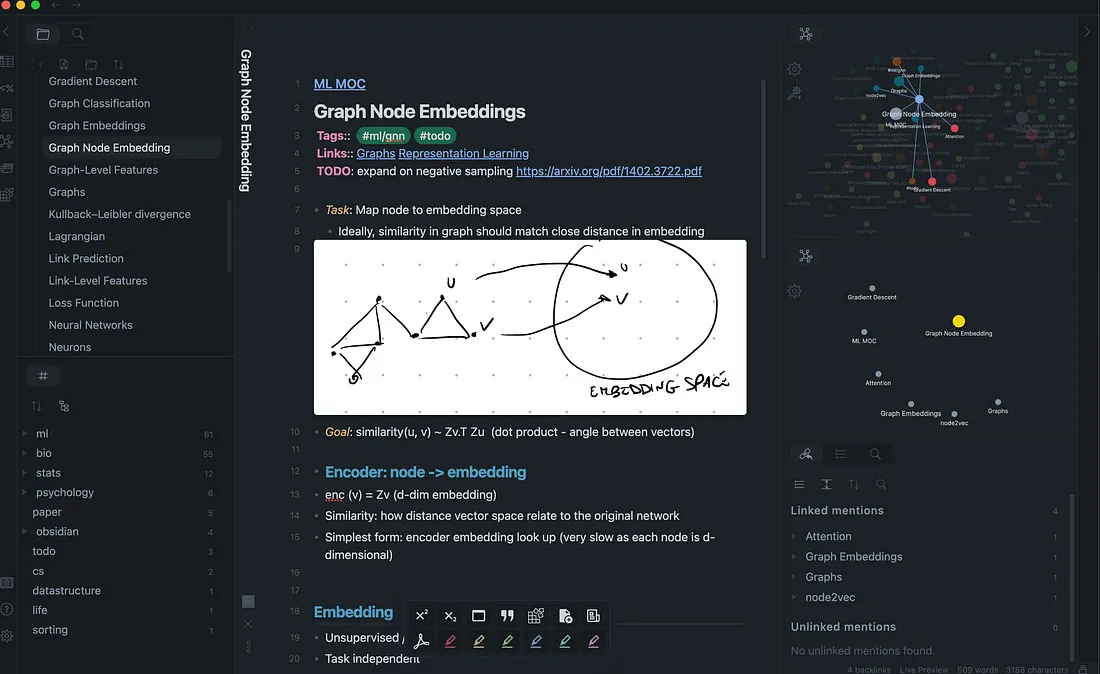 Gradient Descent
Graph Classification
Graph Embeddings
Graph Node Embedding
Graph-Level Features
Graphs
Kullback–Leibler divergence
Lagrangian
Link Prediction
Link-Level Features
Loss Function
Neural Networks
Neurons
#
ml 61
bio 55
stats 12
psychology 6
paper 5
obsidian 4
todo 3
cs 2
datastructure 1
life 1
sorting 1
Graph Node Embedding
1 ML MOC
2 Graph Node Embeddings
3 Tags:: #ml/gnn #todo
4 Links:: Graphs Representation Learning
5 TODO: expand on negative sampling https://arxiv.org/pdf/1402.3722.pdf
6
7 Task: Map node to embedding space
8 Ideally, similarity in graph should match close distance in embedding
9
U
V
U
V
EMBEDDING SPACE
10 Goal: similarity(u, v) ~ Zv.T Zu (dot product - angle between vectors)
11
12 Encoder: node -> embedding
13 enc (v) = Zv (d-dim embedding)
14 Similarity: how distance vector space relate to the original network
15 Simplest form: encoder embedding look up (very slow as each node is d-
dimensional)
16
17
18 Embedding
19 Unsupervised
20 Task independent
#ml/gnn
Graph Embeddings
Graphs
node2vec
Graph Node Embedding
ML MOC
Representation Learning
Attention
#todo
Gradient Descent
Gradient Descent
Graph Node Embedding
ML MOC
Attention
Graph Embeddings
Graphs
node2vec
Linked mentions 4
Attention 1
Graph Embeddings 1
Graphs 1
node2vec 1
Unlinked mentions 0
No unlinked mentions found.
4 backlinks Live Preview 509 words 3158 characters